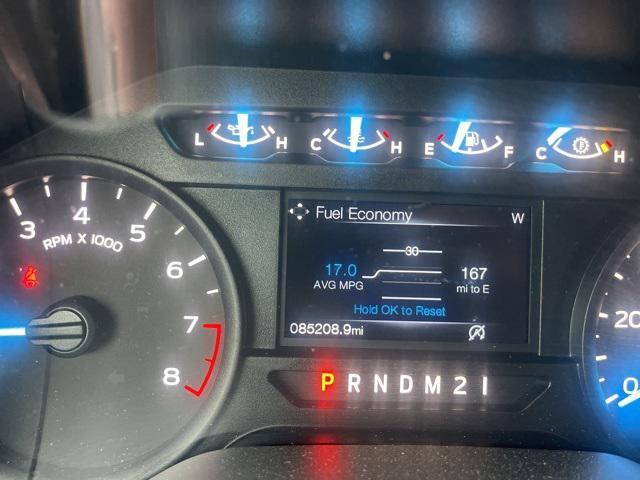 L H C H E F C H
Fuel Economy W
30
17.0 167
AVG MPG mi to E
Hold OK to Reset
085208.9mi
P R N D M 2 I
3 4 5 6 7 8
RPM X 1000
20
0